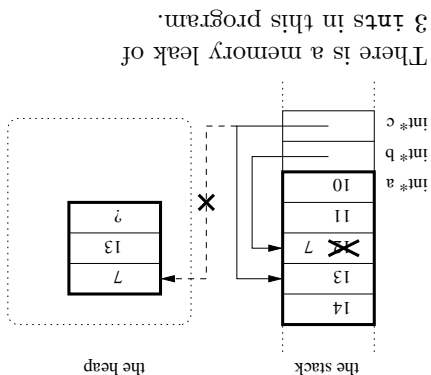 the stack
the heap
14
13
7
12 7
13
11
?
int* a
10
int* b
int* c
There is a memory leak of
3 ints in this program.